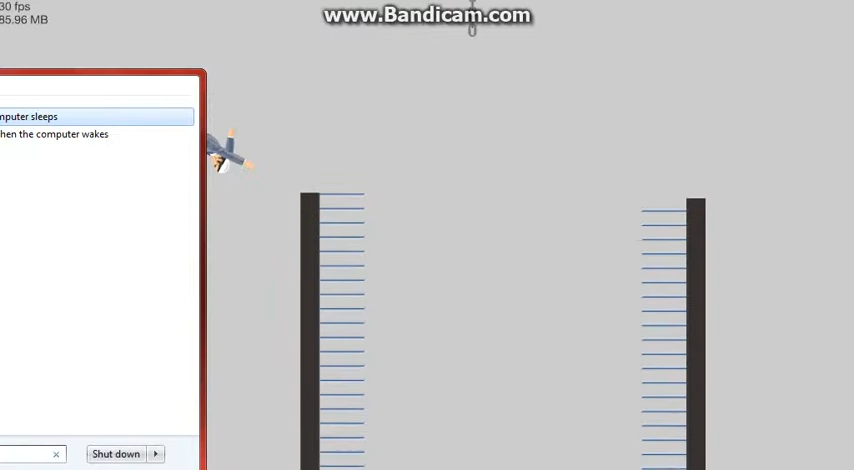 30 fps
85.96 MB
www.Bandicam.com
mputer sleeps
hen the computer wakes
Shut down